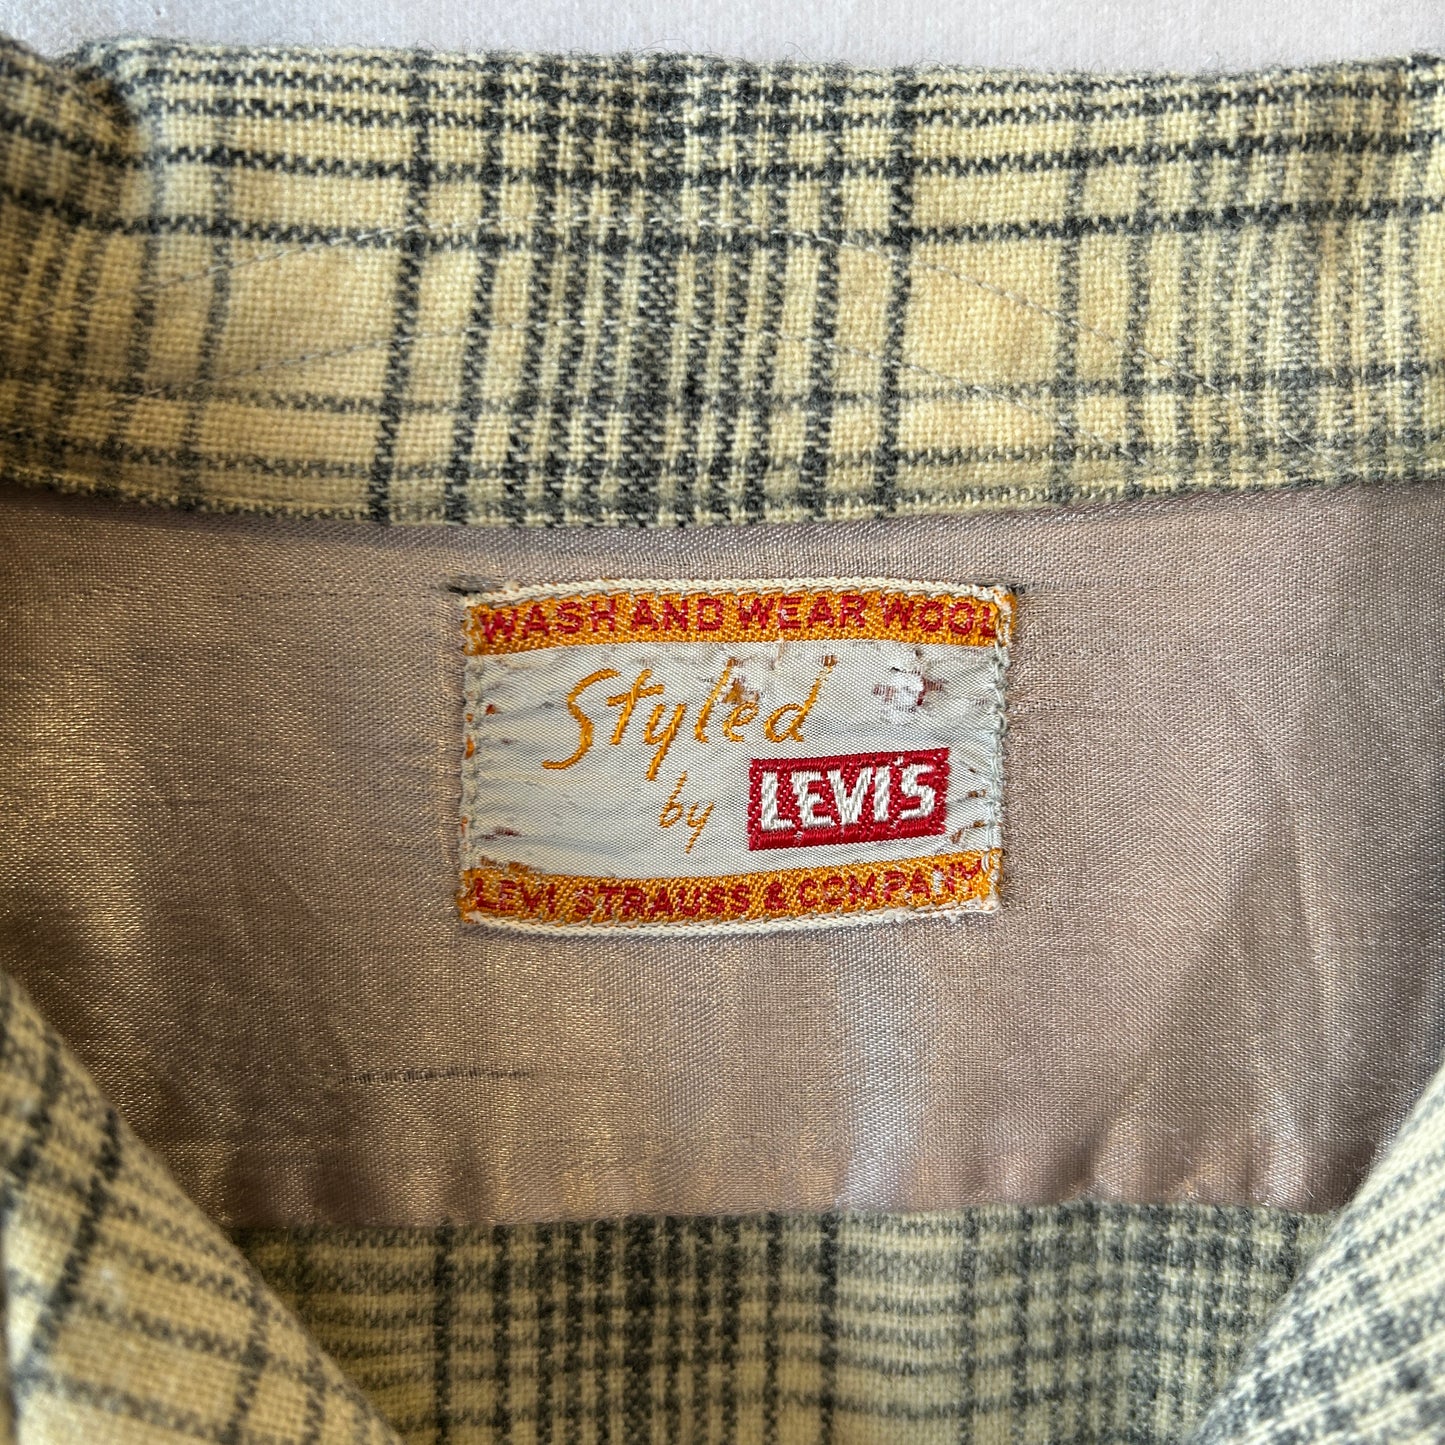 WASH AND WEAR WOOL
Styled
by LEVI'S
LEVI STRAUSS & COMPANY